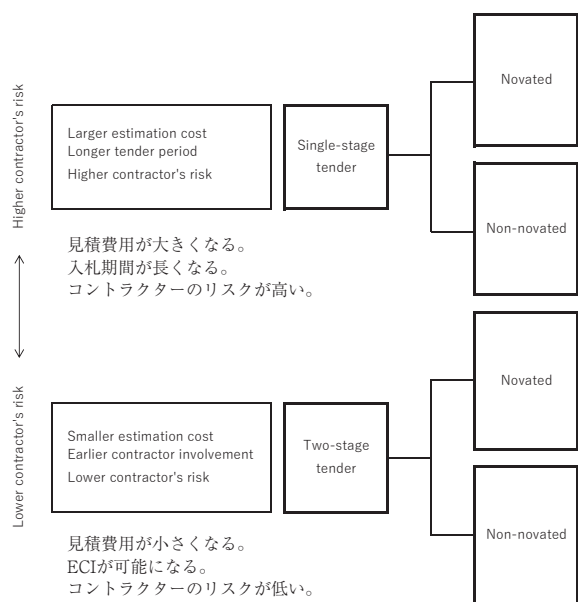 Higher contractor's risk
Larger estimation cost
Longer tender period
Higher contractor's risk
Single-stage
tender
Novated
Non-novated
見積費用が大きくなる。
入札期間が長くなる。
コントラクターのリスクが高い。
Lower contractor's risk
Smaller estimation cost
Earlier contractor involvement
Lower contractor's risk
Two-stage
tender
Novated
Non-novated
見積費用が小さくなる。
ECIが可能になる。
コントラクターのリスクが低い。